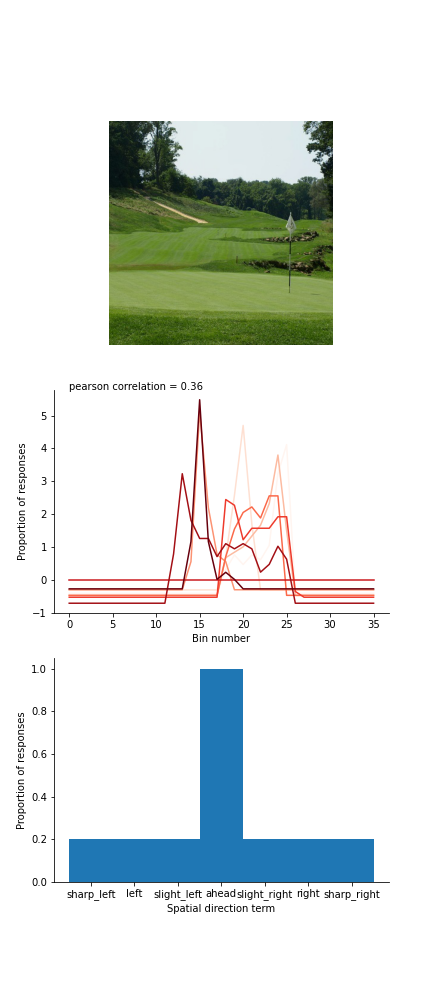 pearson correlation = 0.36
Proportion of responses
5
4
3
2
1
0
−1
0 5 10 15 20 25 30 35
Bin number
Proportion of responses
1.0
0.8
0.6
0.4
0.2
0.0
sharp_left left slight_left ahead slight_right right sharp_right
Spatial direction term